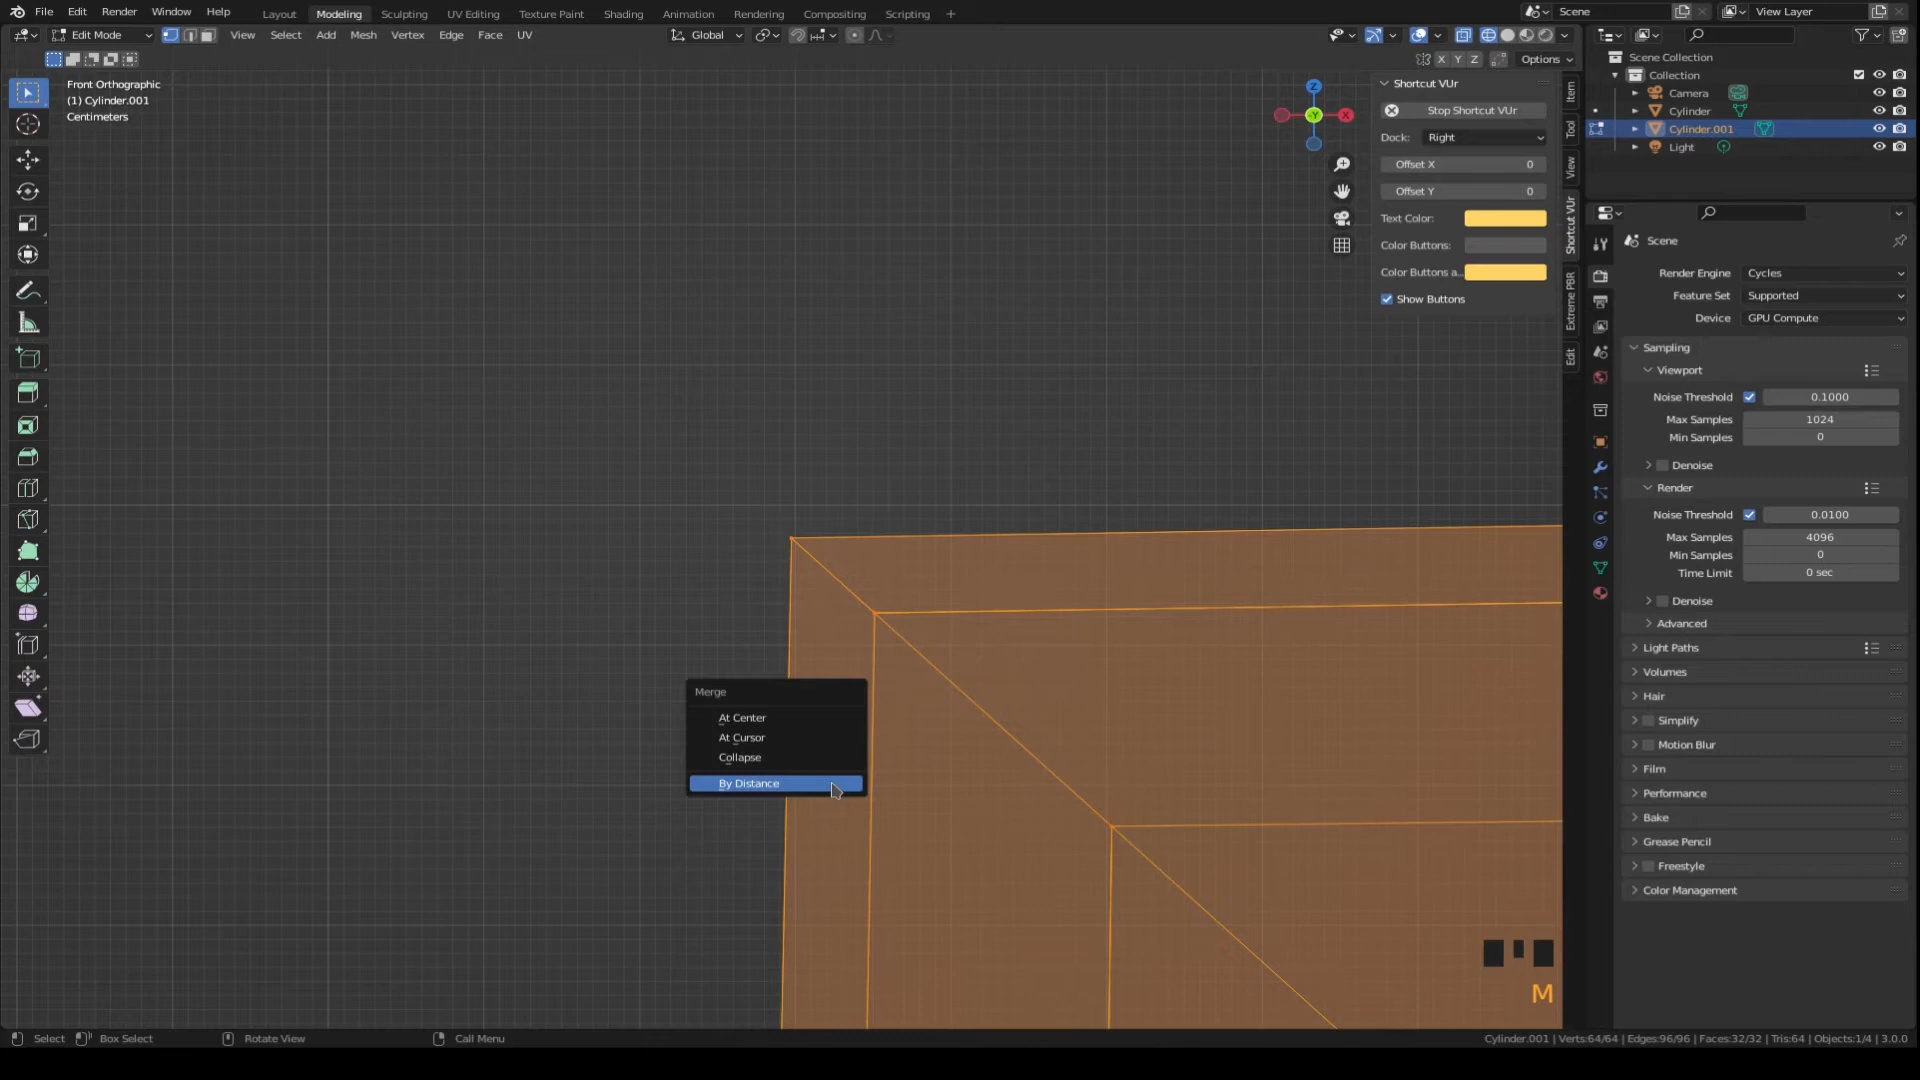 File Edit Render Window Help
Layout Modeling Sculpting UV Editing Texture Paint Shading Animation Rendering Compositing Scripting +
Scene
View Layer
Edit Mode
View Select Add Mesh Vertex Edge Face UV
Global
X Y Z
Options
Front Orthographic
(1) Cylinder.001
Centimeters
Z
X
-Y
Shortcut VUr
Stop Shortcut VUr
Dock: Right
Offset X 0
Offset Y 0
Text Color:
Color Buttons:
Color Buttons a..
Show Buttons
Item
Tool
View
Shortcut VUr
Extreme PBR
Edit
Scene Collection
Collection
Camera
Cylinder
Cylinder.001
Light
Scene
Render Engine Cycles
Feature Set Supported
Device GPU Compute
Sampling
Viewport
Noise Threshold 0.1000
Max Samples 1024
Min Samples 0
Denoise
Render
Noise Threshold 0.0100
Max Samples 4096
Min Samples 0
Time Limit 0 sec
Denoise
Advanced
Light Paths
Volumes
Hair
Simplify
Motion Blur
Film
Performance
Bake
Grease Pencil
Freestyle
Color Management
Merge
At Center
At Cursor
Collapse
By Distance
M
Select Box Select Rotate View Call Menu
Cylinder.001 | Verts:64/64 | Edges:96/96 | Faces:32/32 | Tris:64 | Objects:1/4 | 3.0.0